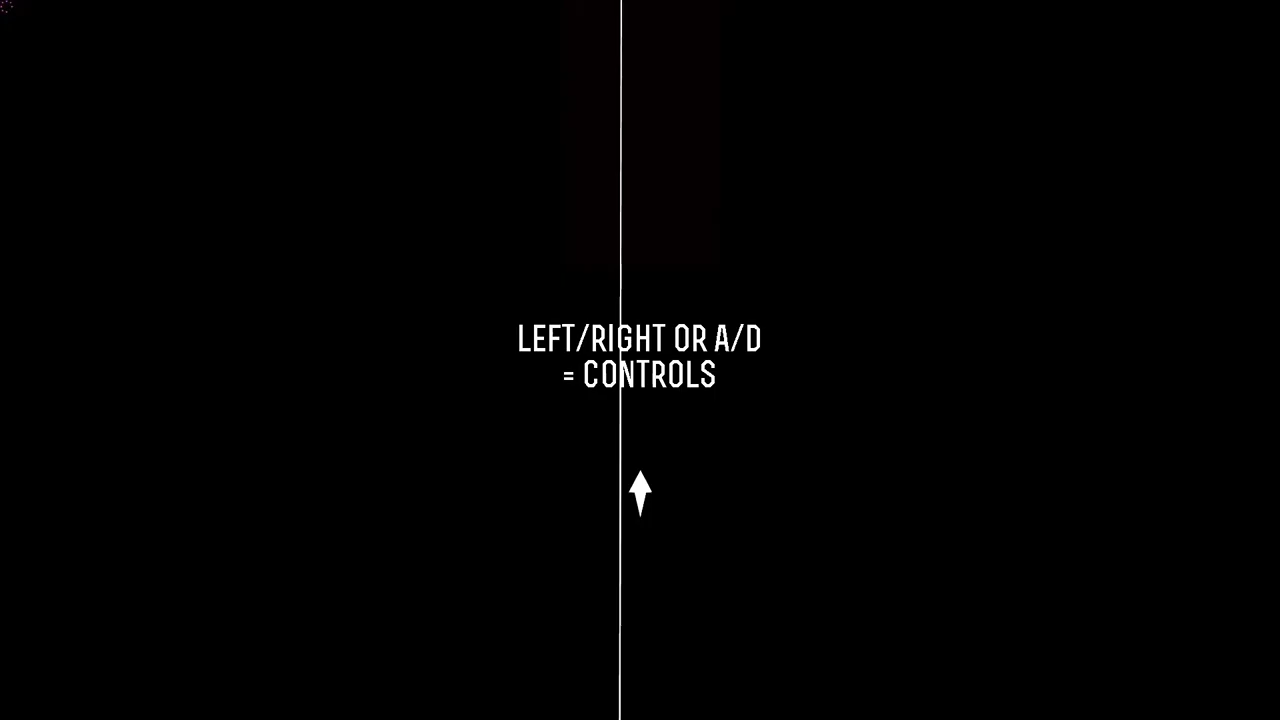 LEFT/RIGHT OR A/D
= CONTROLS